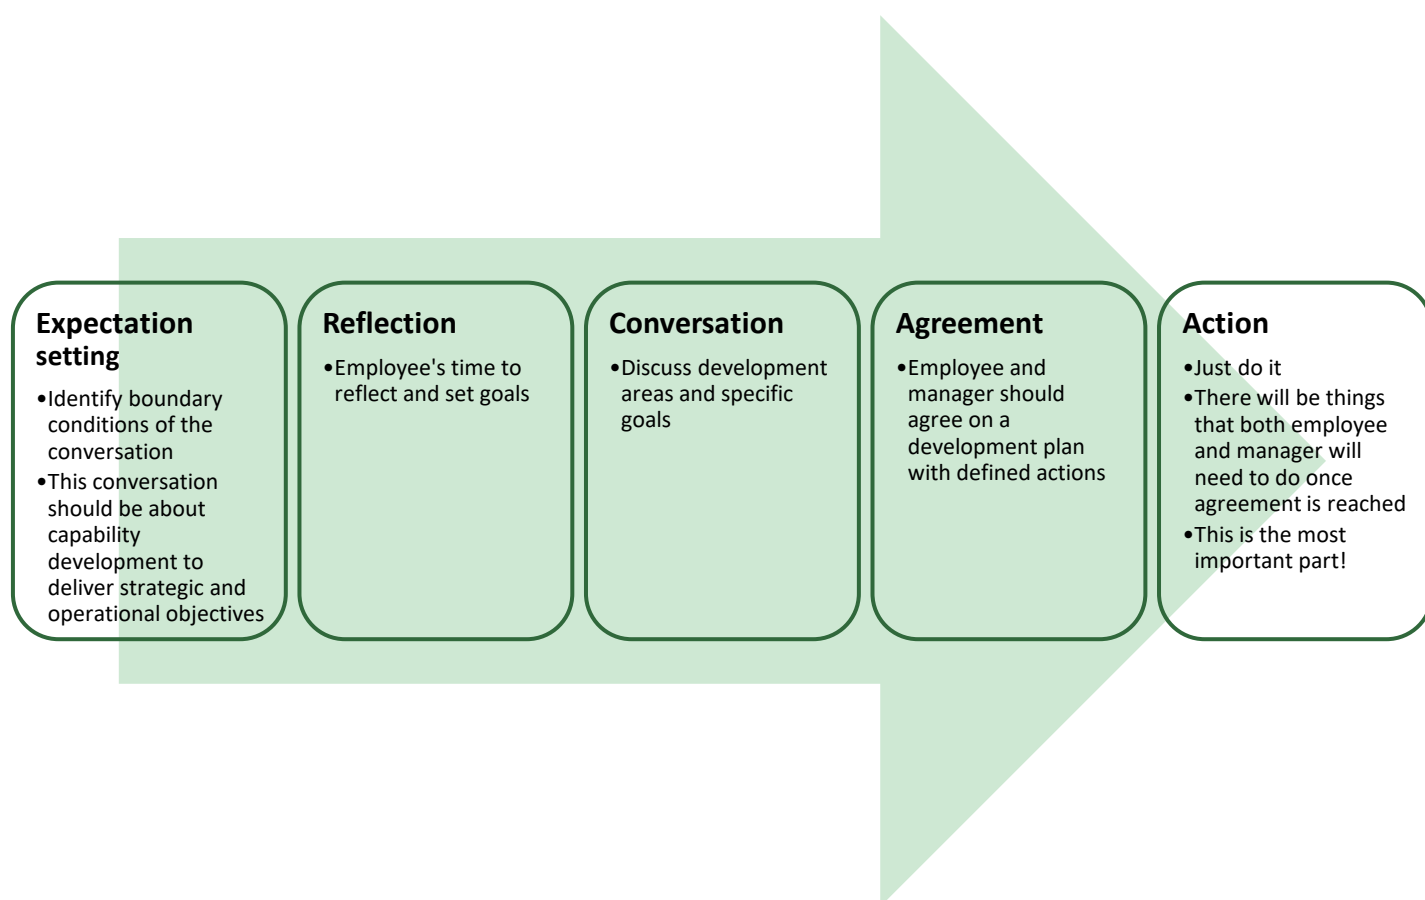 Expectation
setting
•Identify boundary
conditions of the
conversation
•This conversation
should be about
capability
development to
deliver strategic and
operational objectives
Reflection
•Employee's time to
reflect and set goals
Conversation
•Discuss development
areas and specific
goals
Agreement
•Employee and
manager should
agree on a
development plan
with defined actions
Action
•Just do it
•There will be things
that both employee
and manager will
need to do once
agreement is reached
•This is the most
important part!